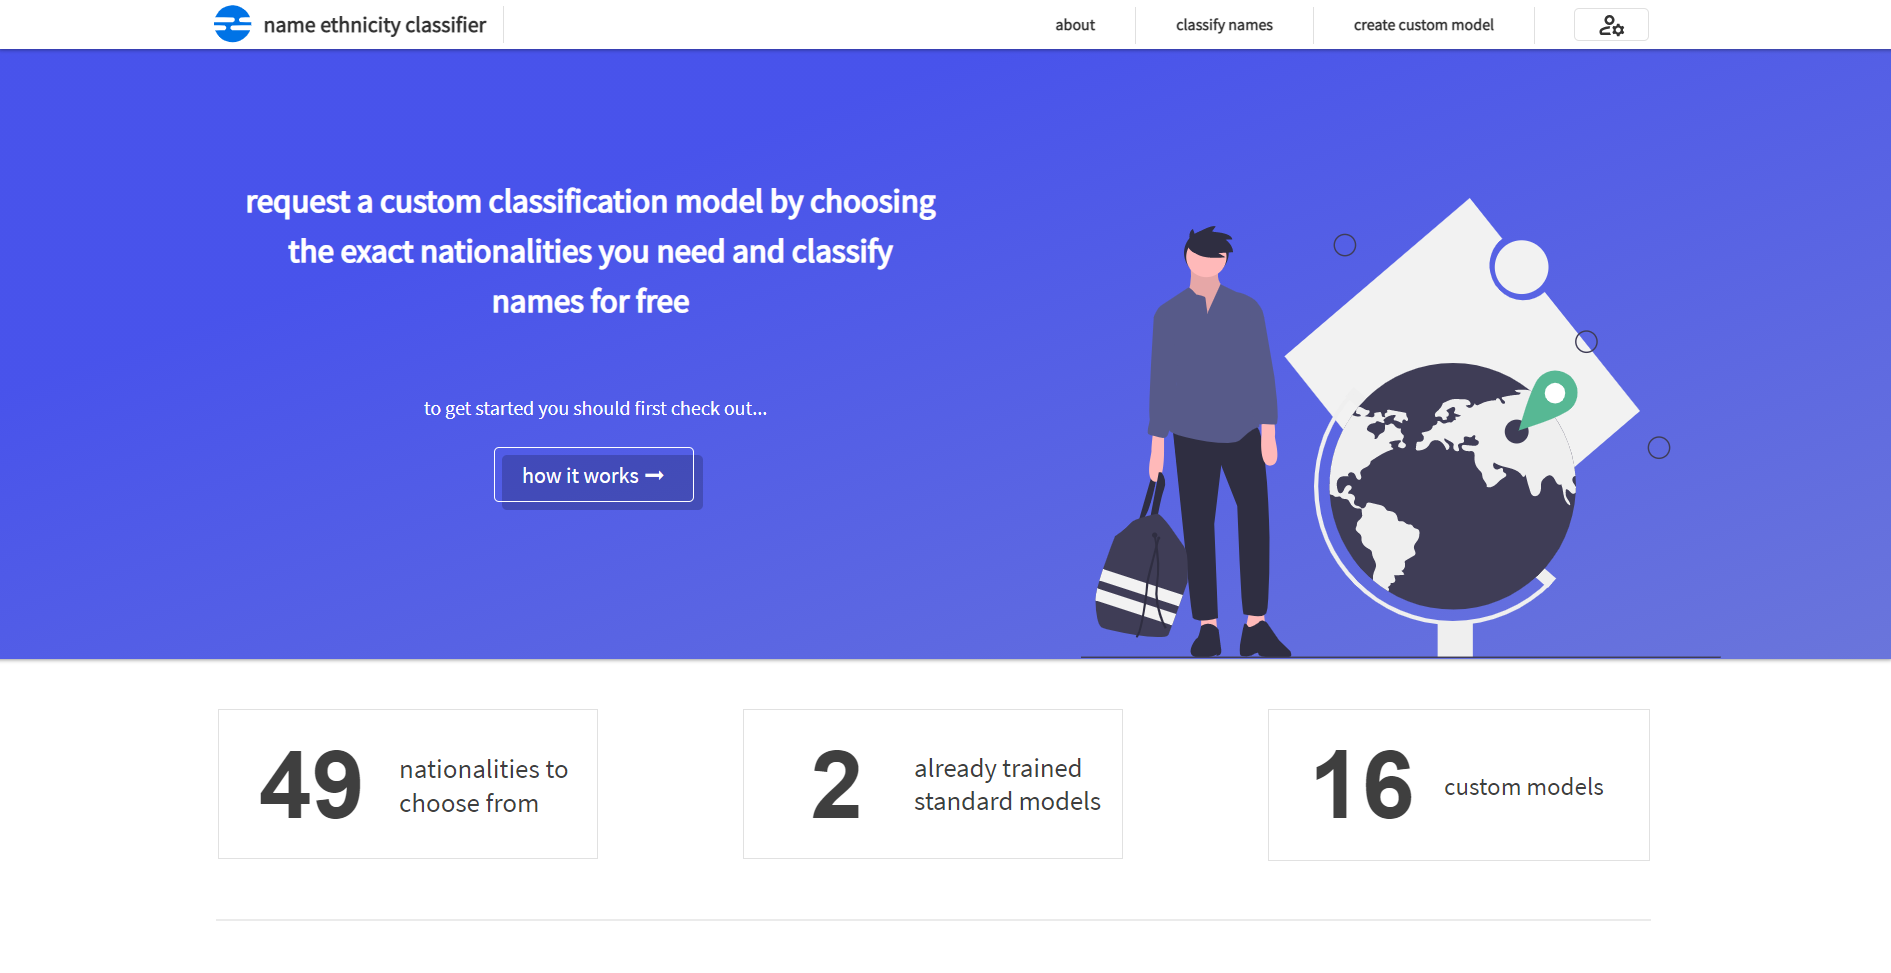 name ethnicity classifier
about
classify names
create custom model
request a custom classification model by choosing
the exact nationalities you need and classify
names for free
to get started you should first check out...
how it works ➞
49
nationalities to
choose from
2
already trained
standard models
16
custom models